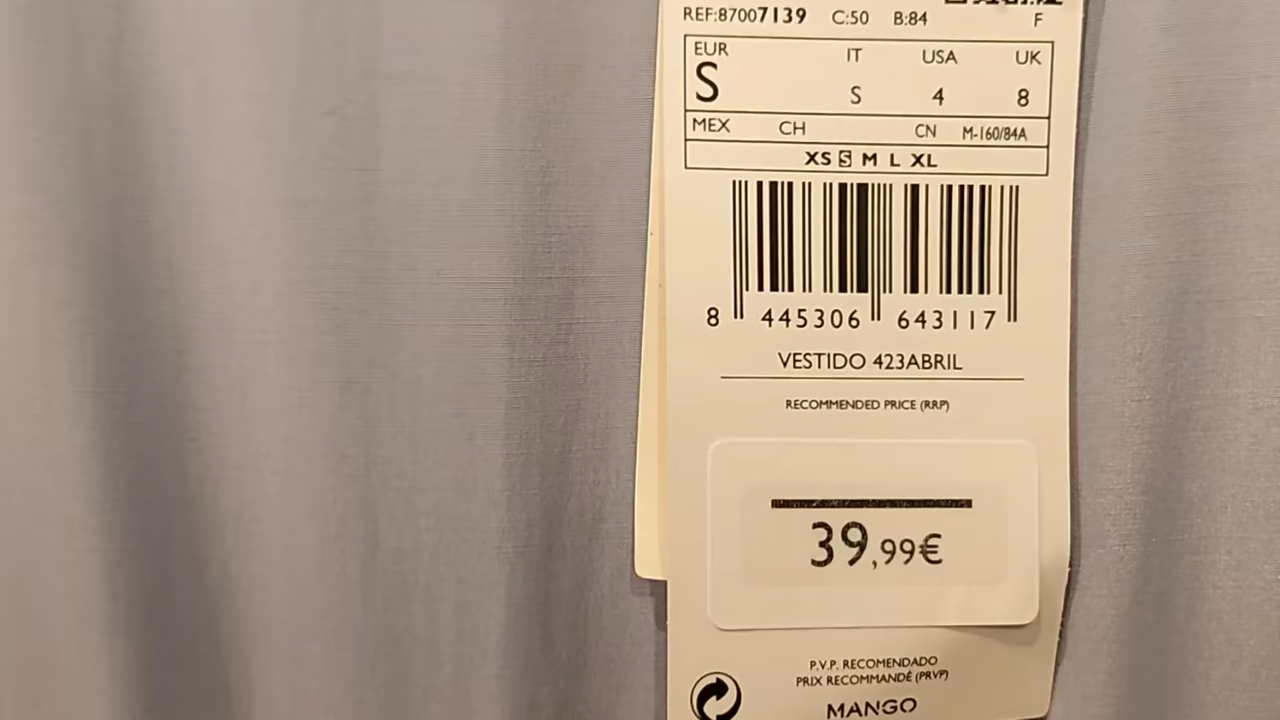 REF:87007139 C:50 B:84 F
EUR IT USA UK
S S 4 8
MEX CH CN M-160/84A
XS S M L XL
8 445306 643117
VESTIDO 423ABRIL
RECOMMENDED PRICE (RRP)
39,99€
P.V.P. RECOMENDADO
PRIX RECOMMANDÉ (PRVP)
MANGO